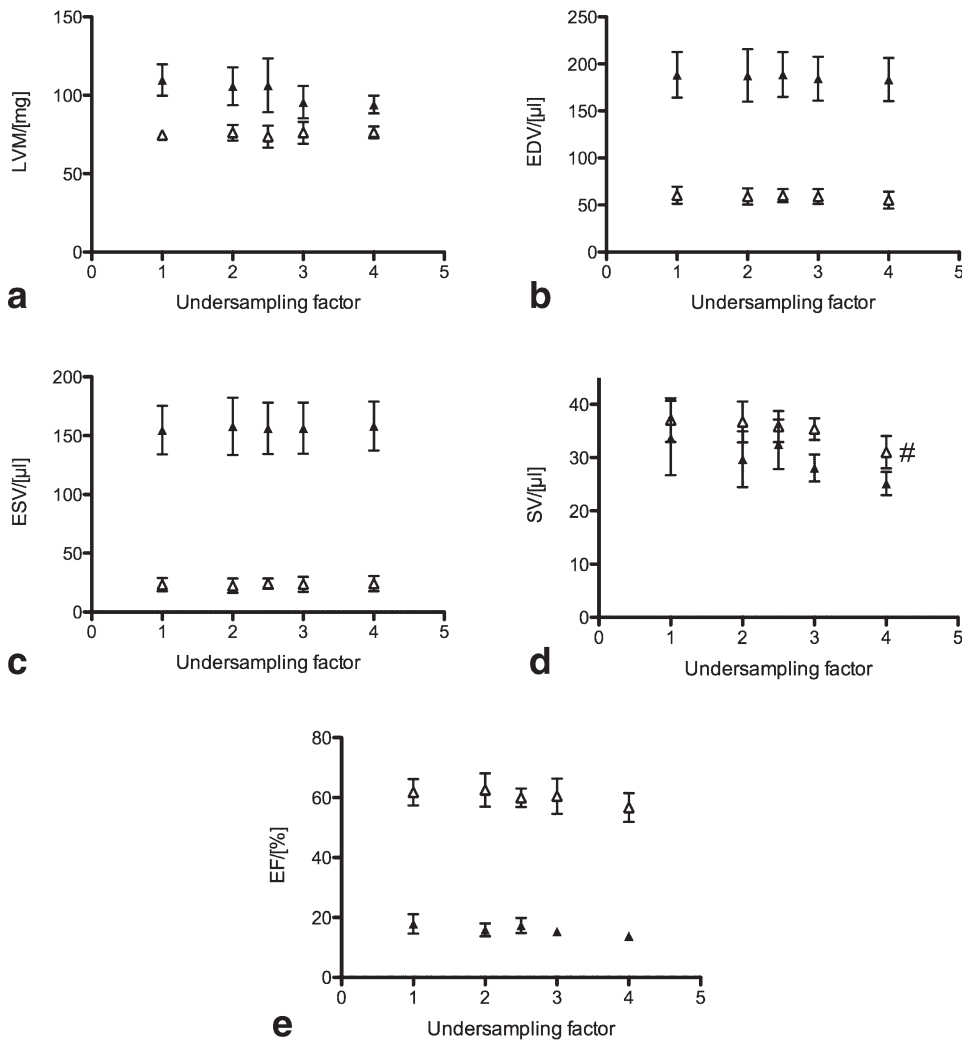 150
100
50
0
LVM/[mg]
0 1 2 3 4 5
Undersampling factor
a
250
200
150
100
50
0
EDV/[µl]
0 1 2 3 4 5
Undersampling factor
b
200
150
100
50
0
ESV/[µl]
0 1 2 3 4 5
Undersampling factor
c
40
30
20
10
0
SV/[µl]
#
0 1 2 3 4 5
Undersampling factor
d
80
60
40
20
0
EF/[%]
0 1 2 3 4 5
Undersampling factor
e